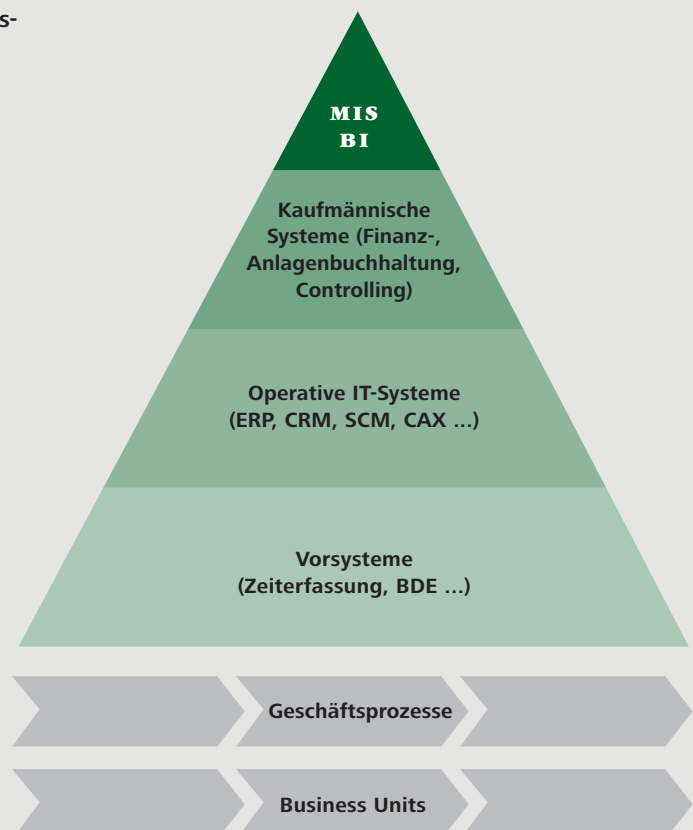 s-
MIS
BI
Kaufmännische
Systeme (Finanz-,
Anlagenbuchhaltung,
Controlling)
Operative IT-Systeme
(ERP, CRM, SCM, CAX ...)
Vorsysteme
(Zeiterfassung, BDE ...)
Geschäftsprozesse
Business Units